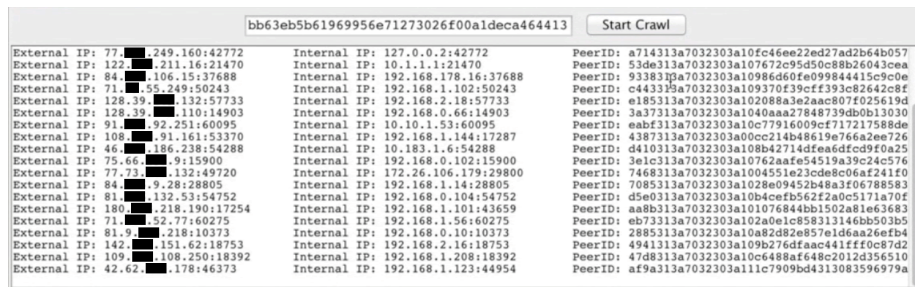 bb63eb5b61969956e71273026f00a1deca464413 Start Crawl
External IP: 77. .249.160:42772 Internal IP: 127.0.0.2:42772 PeerID: a714313a7032303a10fc46ee22ed27ad2b64b057
External IP: 122. .211.16:21470 Internal IP: 10.1.1.1:21470 PeerID: 53de313a7032303a107672c95d50c88b26043cea
External IP: 84. .106.15:37688 Internal IP: 192.168.178.16:37688 PeerID: 
External IP: 71. .55.249:50243 Internal IP: 192.168.1.102:50243 PeerID: 
External IP: 128.39. .132:57733 Internal IP: 192.168.2.18:57733 PeerID: e185313a7032303a102088a3e2aac807f025619d
External IP: 128.39. .110:14903 Internal IP: 192.168.0.66:14903 PeerID: 3a37313a7032303a1040aaa27848739db0b13030
External IP: 91. .92.251:60095 Internal IP: 10.10.1.53:60095 PeerID: eabf313a7032303a10c77916009cf717217588de
External IP: 108. .91.161:53370 Internal IP: 192.168.1.144:17287 PeerID: 4387313a7032303a00cc214b48619e766a2ee726
External IP: 46. .186.238:54288 Internal IP: 10.183.1.6:54288 PeerID: d410313a7032303a108b42714dfea6dfcd9f0a25
External IP: 75.66. .9:15900 Internal IP: 192.168.0.102:15900 PeerID: 3e1c313a7032303a10762aafe54519a39c24c576
External IP: 77.73. .132:49720 Internal IP: 172.26.106.179:29800 PeerID: 7468313a7032303a1004551e23cde8c06af241f0
External IP: 84. .9.28:28805 Internal IP: 192.168.1.14:28805 PeerID: 7085313a7032303a1028e09452b48a3f06788583
External IP: 81. .132.53:54752 Internal IP: 192.168.0.104:54752 PeerID: d5e0313a7032303a10b4cefb562f2a0c5171a70f
External IP: 180. .218.190:17254 Internal IP: 192.168.1.101:43659 PeerID: aa8b313a7032303a101076844bb1502a81e63683
External IP: 71. .52.77:60275 Internal IP: 192.168.1.56:60275 PeerID: eb73313a7032303a102a0e1c858313146bb503b5
External IP: 81.9. .218:10373 Internal IP: 192.168.0.10:10373 PeerID: 2885313a7032303a10a82d82e857e1d6aa26efb4
External IP: 142. .151.62:18753 Internal IP: 192.168.2.16:18753 PeerID: 4941313a7032303a109b276dfaac441fff0c87d2
External IP: 109. .108.250:18392 Internal IP: 192.168.1.208:18392 PeerID: 47d8313a7032303a10c6488af648c2012d356510
External IP: 42.62. .178:46373 Internal IP: 192.168.1.123:44954 PeerID: af9a313a7032303a111c7909bd4313083596979a